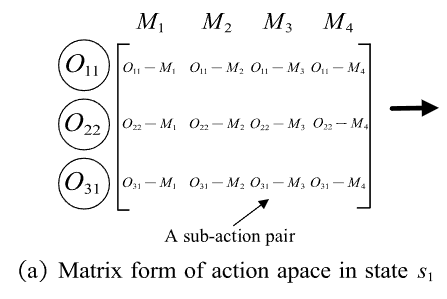 M1 M2 M3 M4
O11 O11 – M1 O11 – M2 O11 – M3 O11 – M4
O22 O22 – M1 O22 – M2 O22 – M3 O22 – M4
O31 O31 – M1 O31 – M2 O31 – M3 O31 – M4
A sub-action pair
(a) Matrix form of action apace in state s1